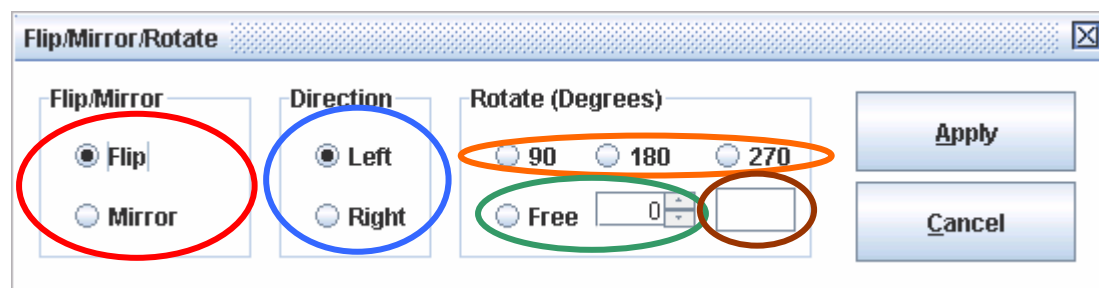 Flip/Mirror/Rotate
Flip/Mirror
Direction
Rotate (Degrees)
Flip
Left
90 180 270
Apply
Mirror
Right
Free 0
Cancel